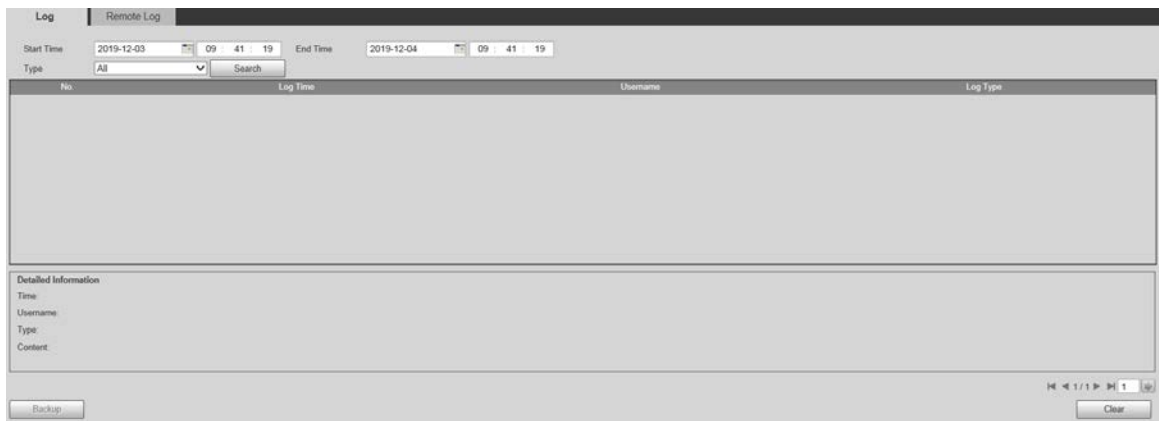 Log Remote Log
Start Time 2019-12-03 09 : 41 : 19 End Time 2019-12-04 09 : 41 : 19
Type All Search
No. Log Time Username Log Type
Detailed Information
Time:
Username:
Type:
Content:
1 / 1 1
Backup Clear